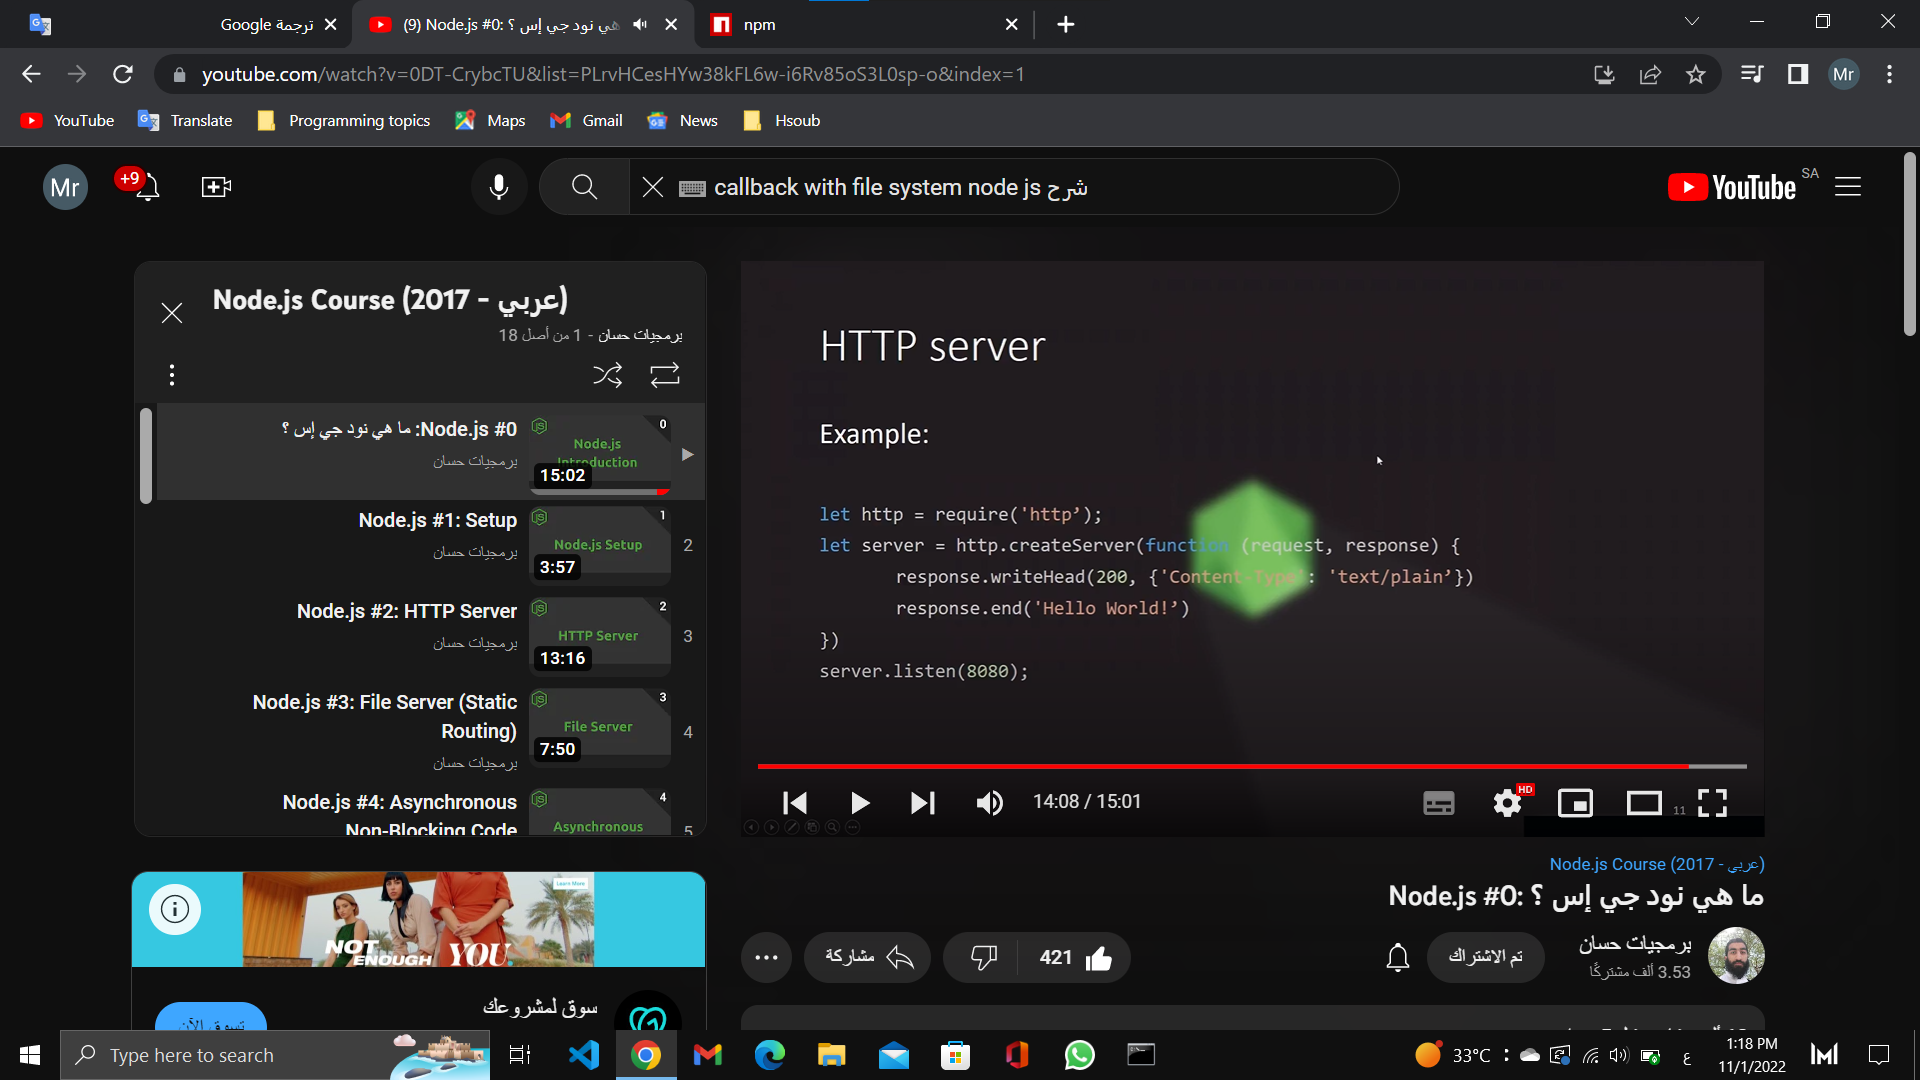 ترجمة Google
(9) Node.js #0: هي نود جي إس ؟
npm
youtube.com/watch?v=0DT-CrybcTU&list=PLrvHCesHYw38kFL6w-i6Rv85oS3L0sp-o&index=1
Mr
YouTube
Translate
Programming topics
Maps
Gmail
News
Hsoub
Mr
+9
callback with file system node js شرح
YouTube SA
Node.js Course (2017 - عربي)
برمجيات حسان - 1 من أصل 18
Node.js #0: ما هي نود جي إس ؟
برمجيات حسان
0
Node.js
Introduction
15:02
Node.js #1: Setup
برمجيات حسان
1
Node.js Setup
3:57
2
Node.js #2: HTTP Server
برمجيات حسان
2
HTTP Server
13:16
3
Node.js #3: File Server (Static
Routing)
برمجيات حسان
3
File Server
7:50
4
Node.js #4: Asynchronous
Non-Blocking Code
4
Asynchronous
5
HTTP server
Example:
let http = require('http’);
let server = http.createServer(function (request, response) {
response.writeHead(200, {'Content-Type': 'text/plain’})
response.end('Hello World!’)
})
server.listen(8080);
14:08 / 15:01
HD
11
Node.js Course (2017 - عربي)
Node.js #0: ما هي نود جي إس ؟
برمجيات حسان
3.53 ألف مشتركًا
تم الاشتراك
421
مشاركة
Learn More
NOT
ENOUGH
YOU.
سوق لمشروعك
تسوق الآن
Type here to search
33°C
ع
1:18 PM
11/1/2022